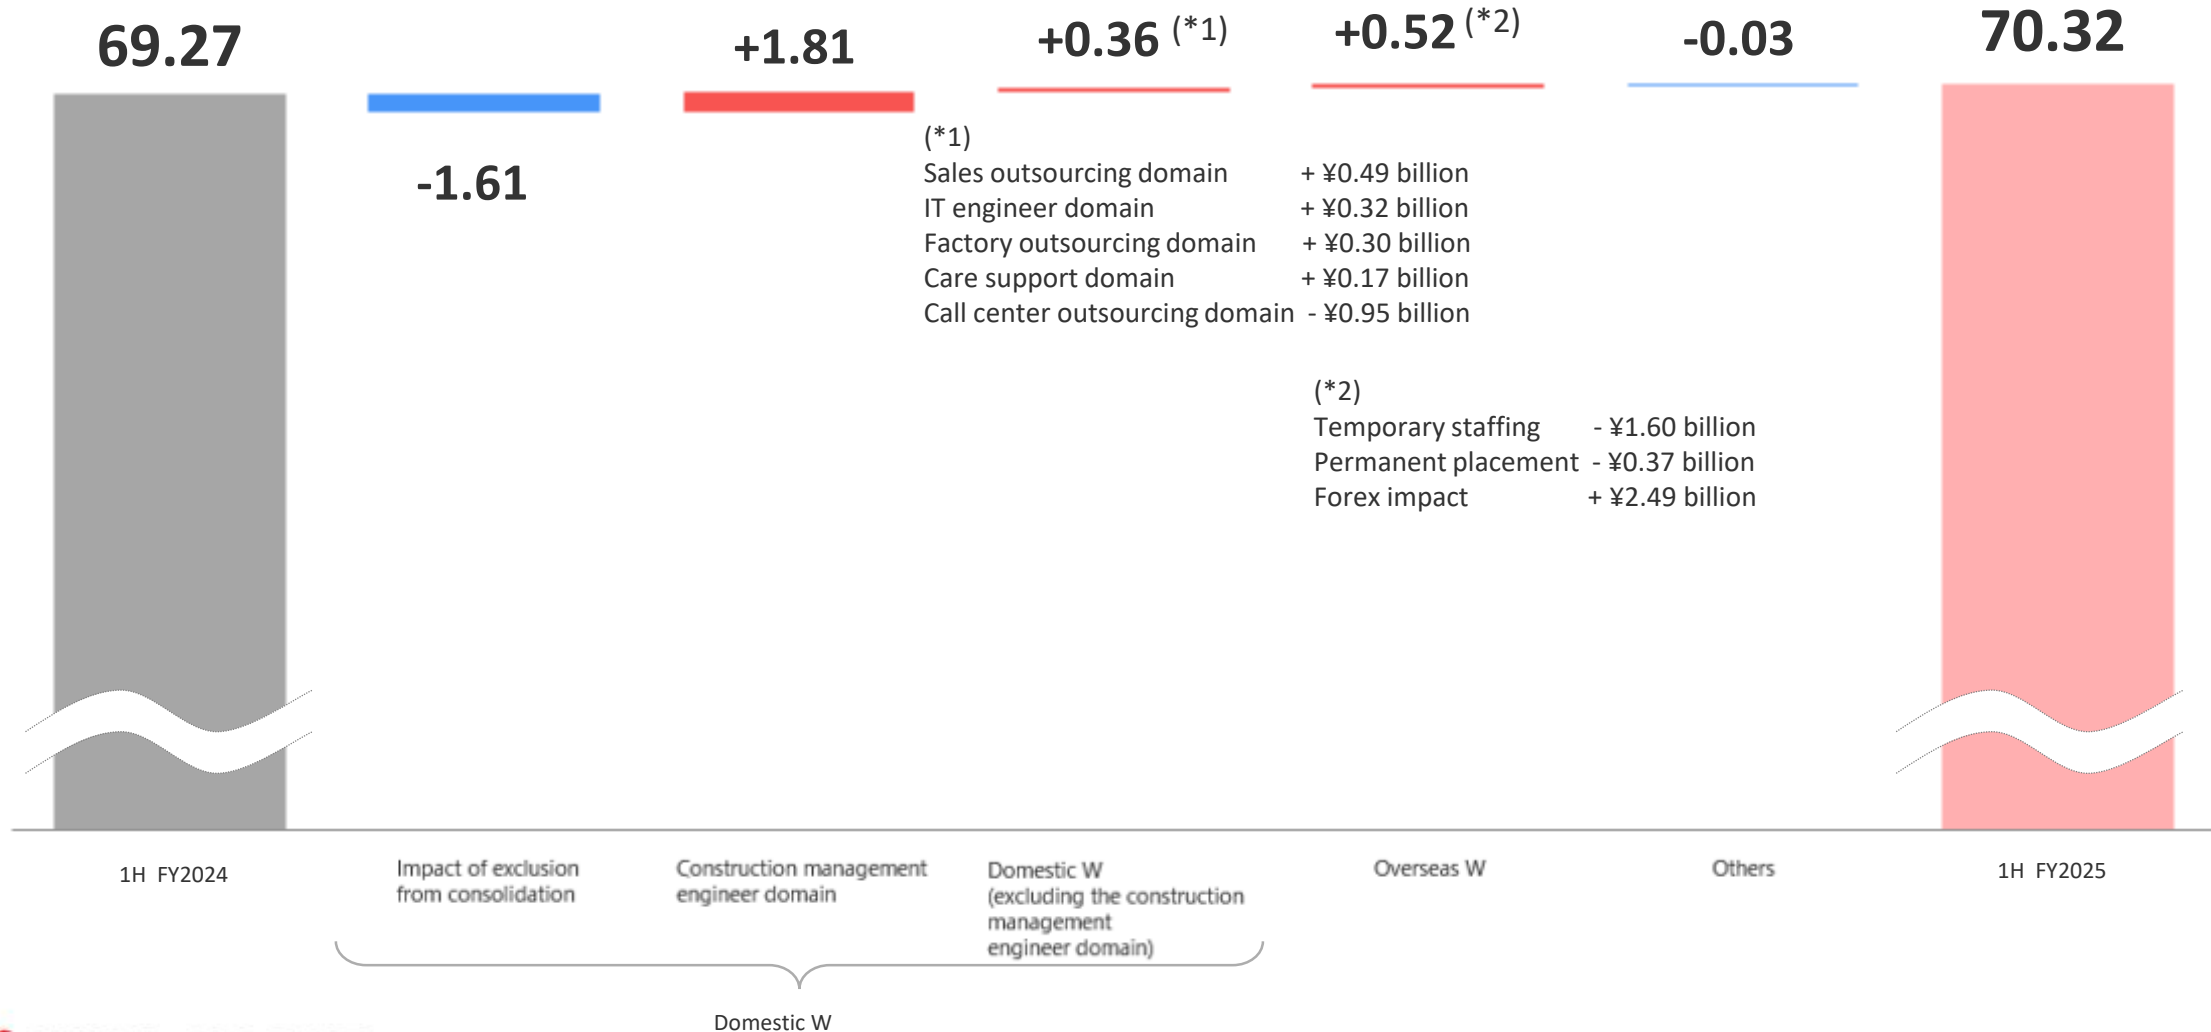 69.27
-1.61
+1.81
+0.36 (*1)
+0.52 (*2)
-0.03
70.32
(*1)
Sales outsourcing domain + ¥0.49 billion
IT engineer domain + ¥0.32 billion
Factory outsourcing domain + ¥0.30 billion
Care support domain + ¥0.17 billion
Call center outsourcing domain - ¥0.95 billion
(*2)
Temporary staffing - ¥1.60 billion
Permanent placement - ¥0.37 billion
Forex impact + ¥2.49 billion
1H FY2024
Impact of exclusion
from consolidation
Construction management
engineer domain
Domestic W
(excluding the construction
management
engineer domain)
Overseas W
Others
1H FY2025
Domestic W